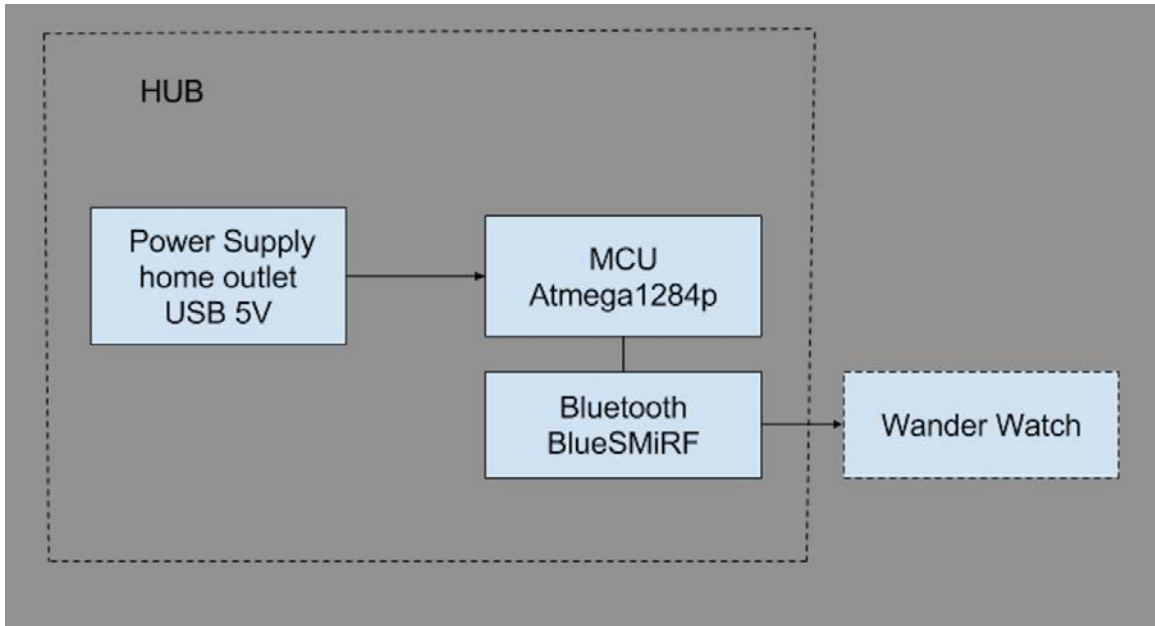 HUB
Power Supply
home outlet
USB 5V
MCU
Atmega1284p
Bluetooth
BlueSMiRF
Wander Watch